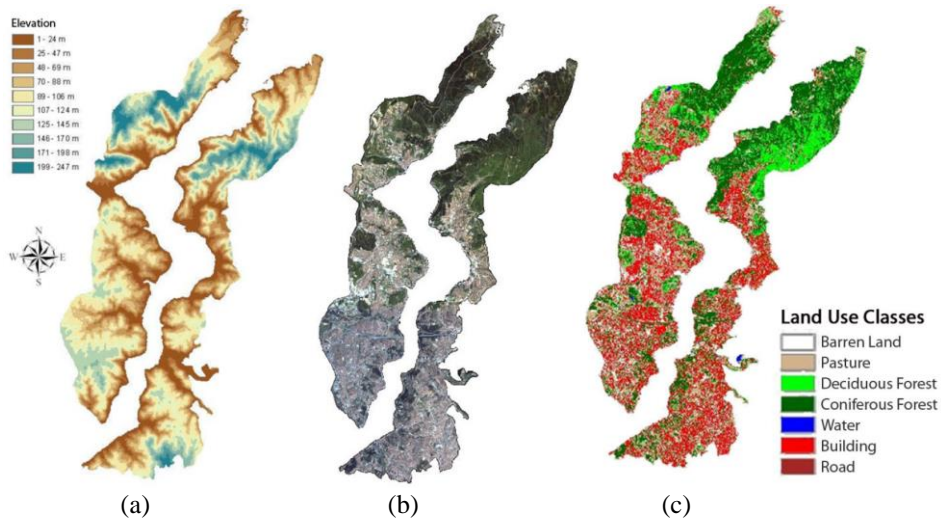 Elevation
1 - 24 m
25 - 47 m
48 - 69 m
70 - 88 m
89 - 106 m
107 - 124 m
125 - 145 m
146 - 170 m
171 - 198 m
199 - 247 m
N
W E
S
Land Use Classes
Barren Land
Pasture
Deciduous Forest
Coniferous Forest
Water
Building
Road
(a) (b) (c)